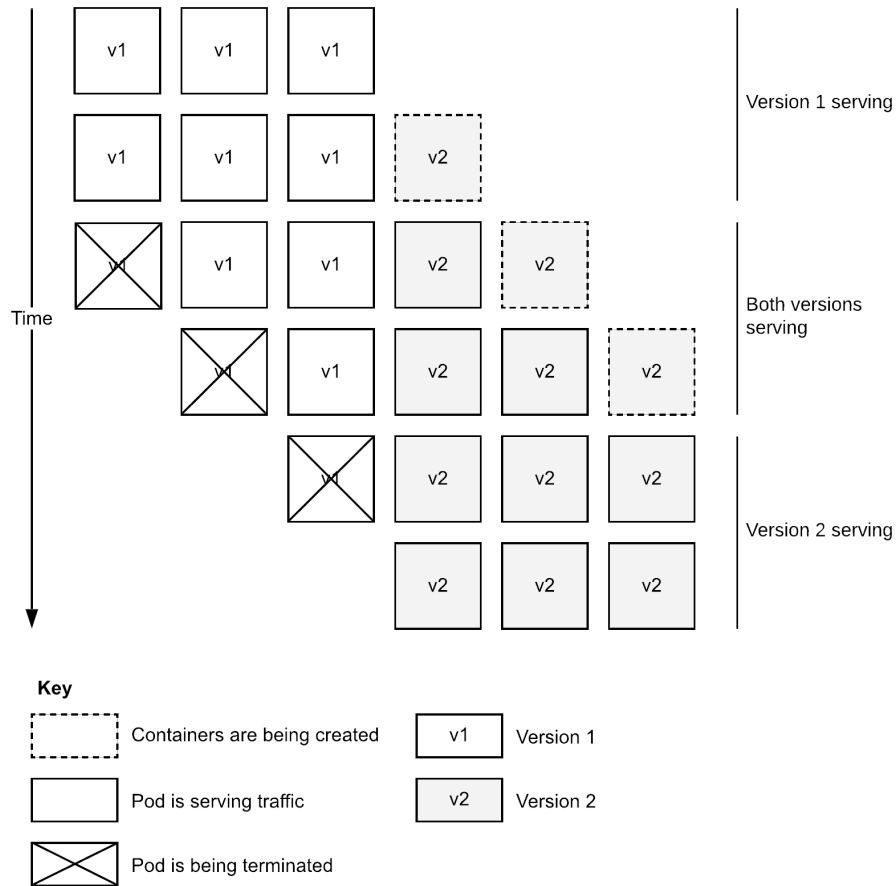 v1 v1 v1
Version 1 serving
v1 v1 v1 v2
v1 v1 v1 v2 v2
Both versions
serving
Time
v1 v1 v2 v2 v2
v1 v2 v2 v2
Version 2 serving
v2 v2 v2
Key
Containers are being created
v1 Version 1
Pod is serving traffic
v2 Version 2
Pod is being terminated